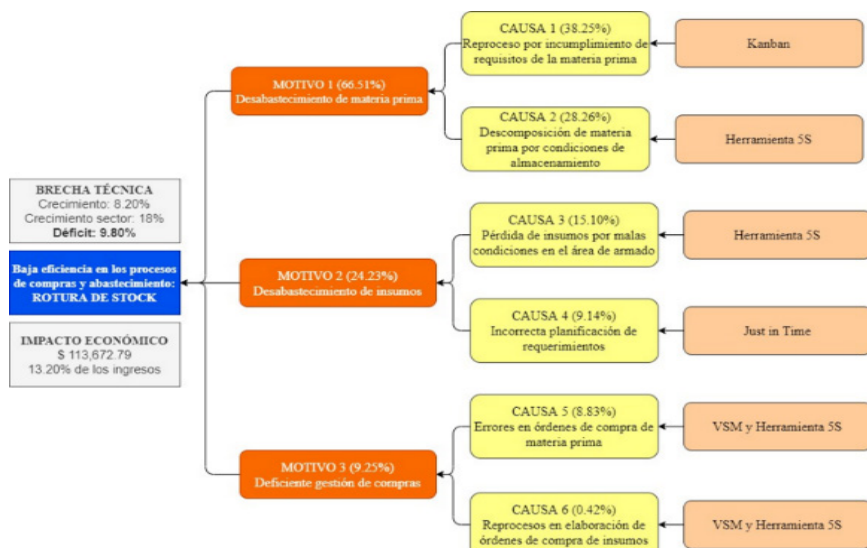 BRECHA TÉCNICA
Crecimiento: 8.20%
Crecimiento sector: 18%
Déficit: 9.80%
Baja eficiencia en los procesos
de compras y abastecimiento:
ROTURA DE STOCK
IMPACTO ECONÓMICO
$ 113,672.79
13.20% de los ingresos
MOTIVO 1 (66.51%)
Desabastecimiento de materia prima
CAUSA 1 (38.25%)
Reproceso por incumplimiento de
requisitos de la materia prima
Kanban
CAUSA 2 (28.26%)
Descomposición de materia
prima por condiciones de
almacenamiento
Herramienta 5S
MOTIVO 2 (24.23%)
Desabastecimiento de insumos
CAUSA 3 (15.10%)
Pérdida de insumos por malas
condiciones en el área de armado
Herramienta 5S
CAUSA 4 (9.14%)
Incorrecta planificación de
requerimientos
Just in Time
MOTIVO 3 (9.25%)
Deficiente gestión de compras
CAUSA 5 (8.83%)
Errores en órdenes de compra de
materia prima
VSM y Herramienta 5S
CAUSA 6 (0.42%)
Reprocesos en elaboración de
órdenes de compra de insumos
VSM y Herramienta 5S